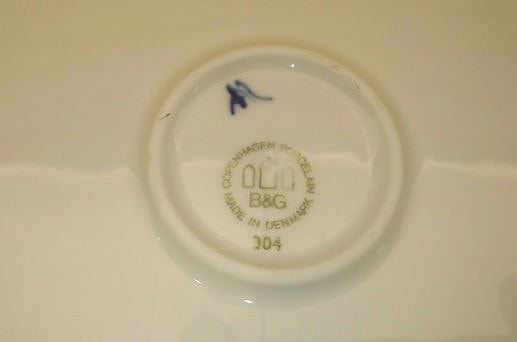 COPENHAGEN PORCELAIN
B&G
MADE IN DENMARK
304